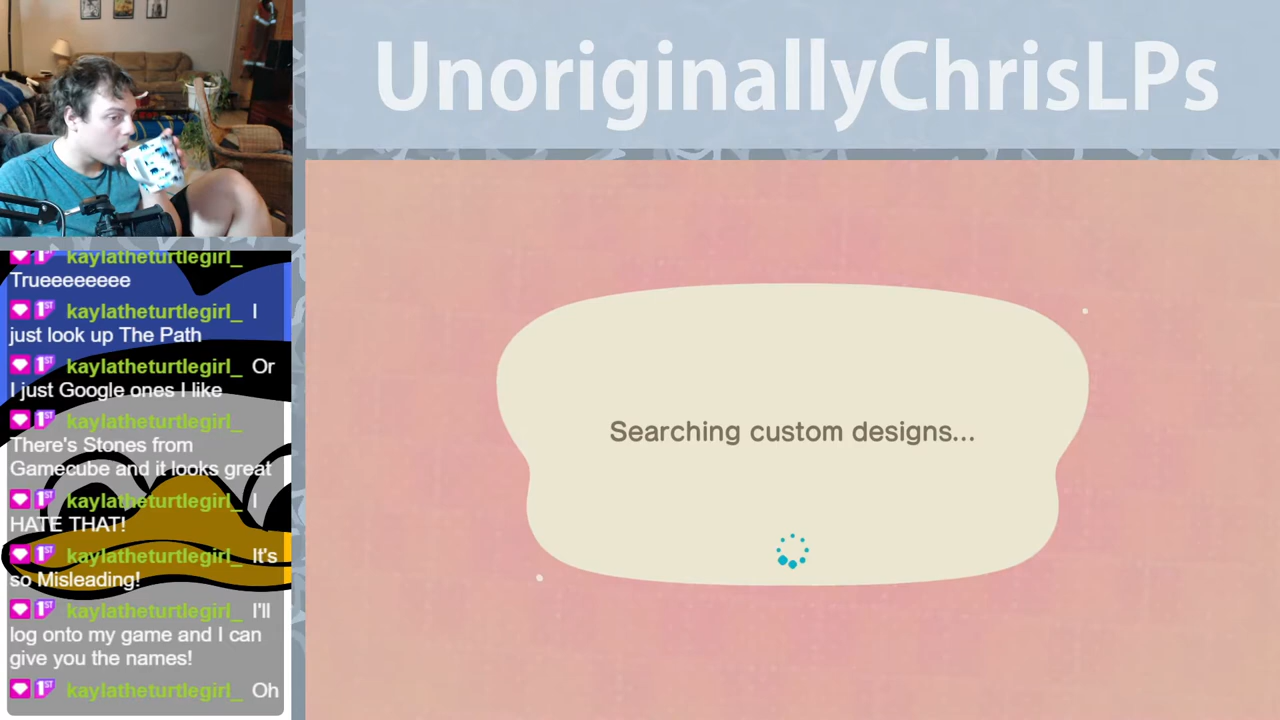 UnoriginallyChrisLPs
kaylatheturtlegirl_
Trueeeeeeee
kaylatheturtlegirl_ I
just look up The Path
kaylatheturtlegirl_ Or
I just Google ones I like
kaylatheturtlegirl_
There's Stones from
Gamecube and it looks great
kaylatheturtlegirl_ I
HATE THAT!
kaylatheturtlegirl_ It's
so Misleading!
kaylatheturtlegirl_ I'll
log onto my game and I can
give you the names!
kaylatheturtlegirl_ Oh
Searching custom designs...